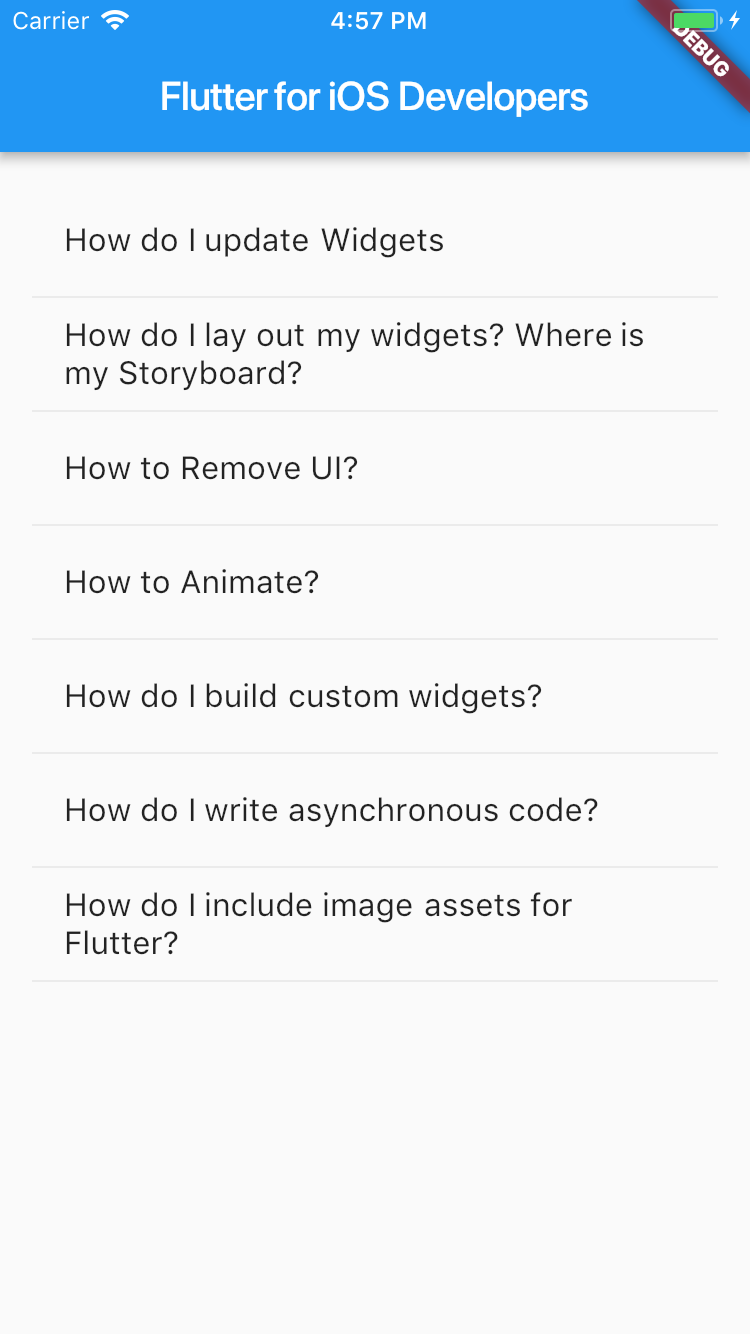 Carrier 4:57 PM
DEBUG
Flutter for iOS Developers
How do I update Widgets
How do I lay out my widgets? Where is
my Storyboard?
How to Remove UI?
How to Animate?
How do I build custom widgets?
How do I write asynchronous code?
How do I include image assets for
Flutter?